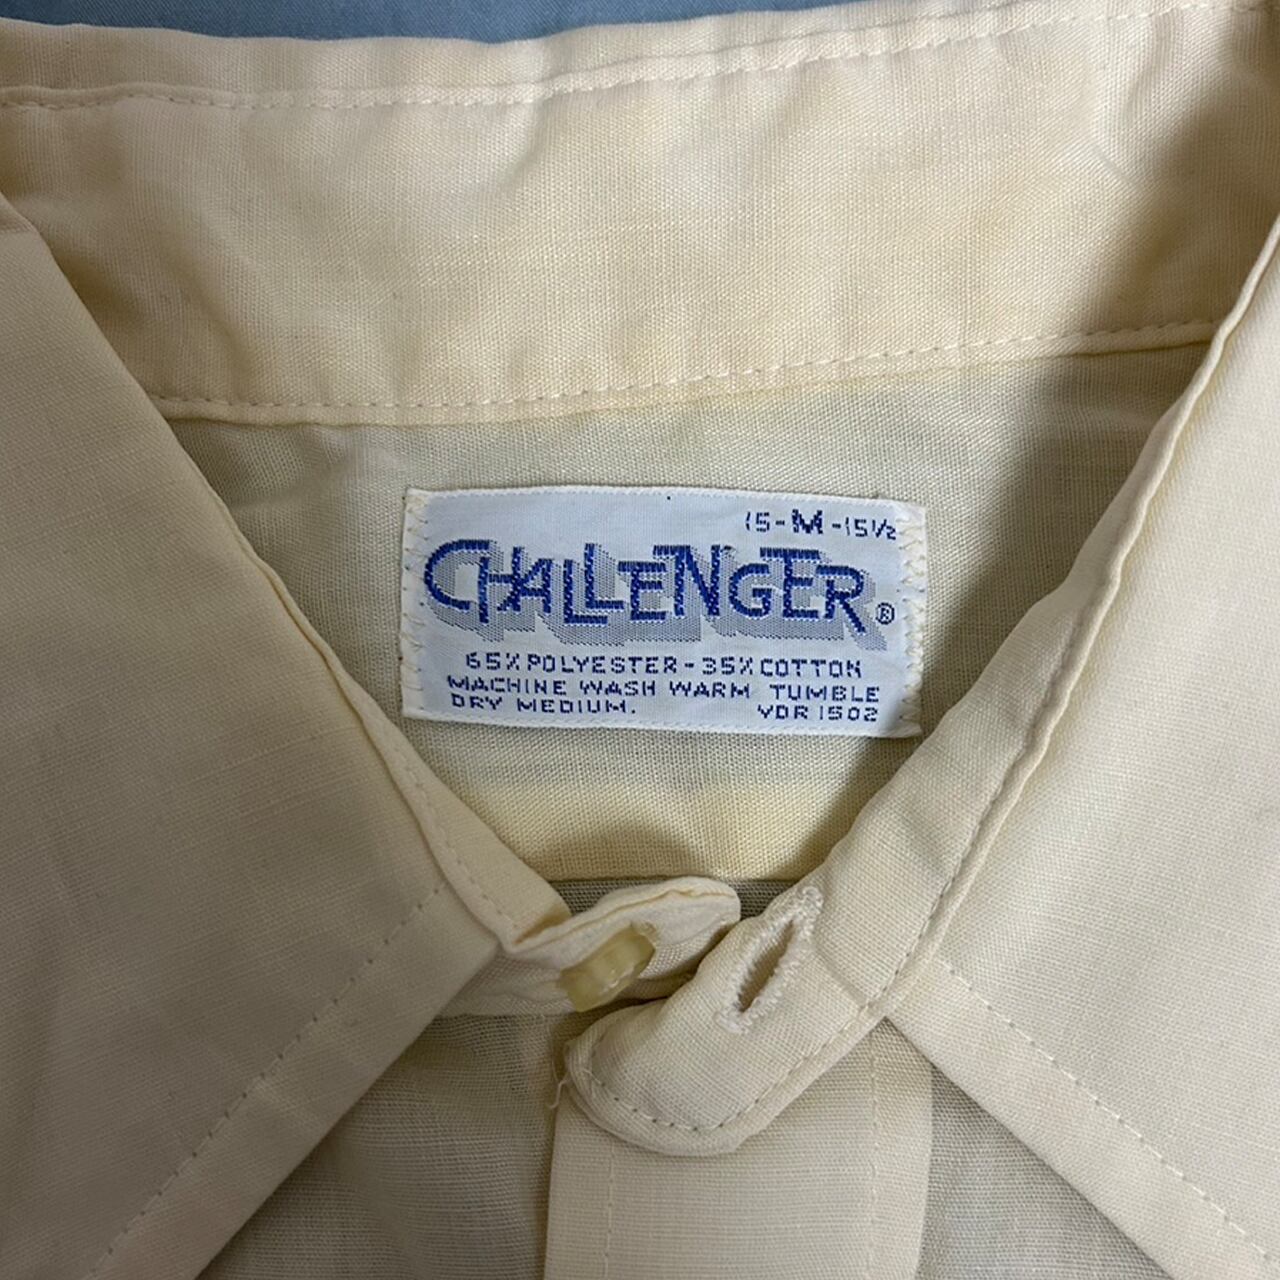 15-M-15½
CHALLENGER®
65% POLYESTER-35% COTTON
MACHINE WASH WARM TUMBLE
DRY MEDIUM. VDR 1502